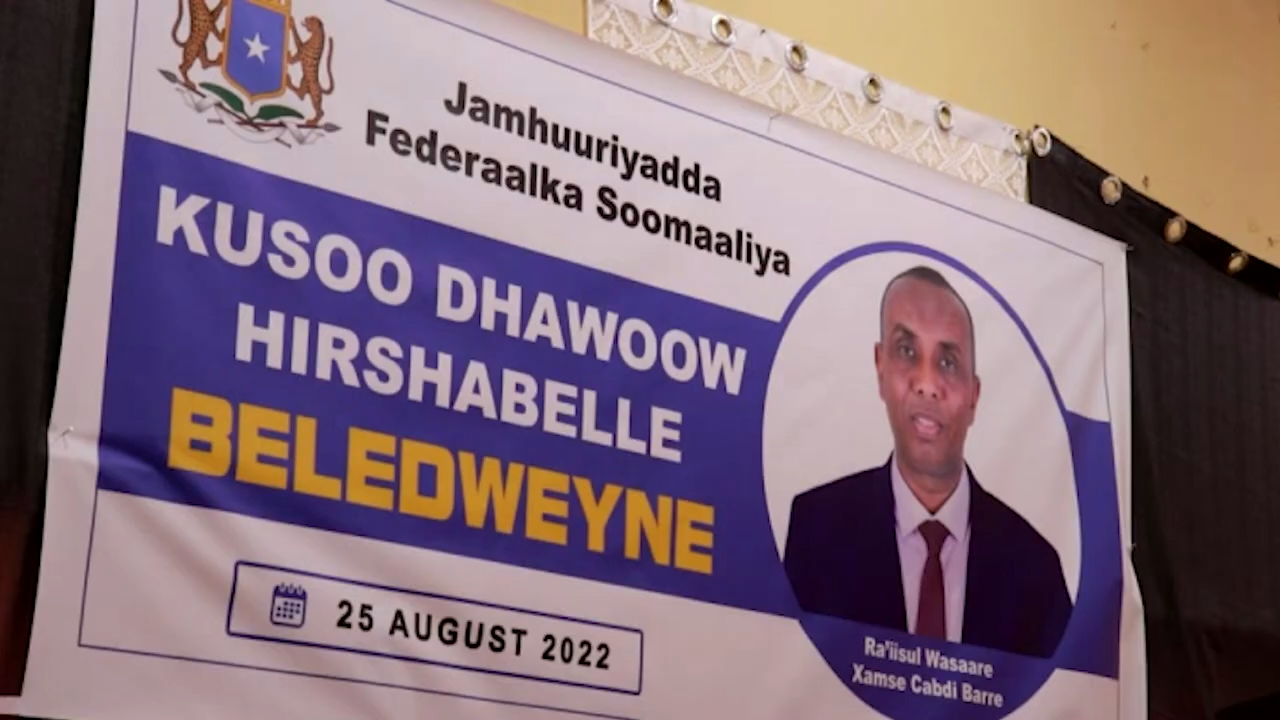 Jamhuuriyadda
Federaalka Soomaaliya
KUSOO DHAWOOW
HIRSHABELLE
BELEDWEYNE
25 AUGUST 2022
Ra'iisul Wasaare
Xamse Cabdi Barre